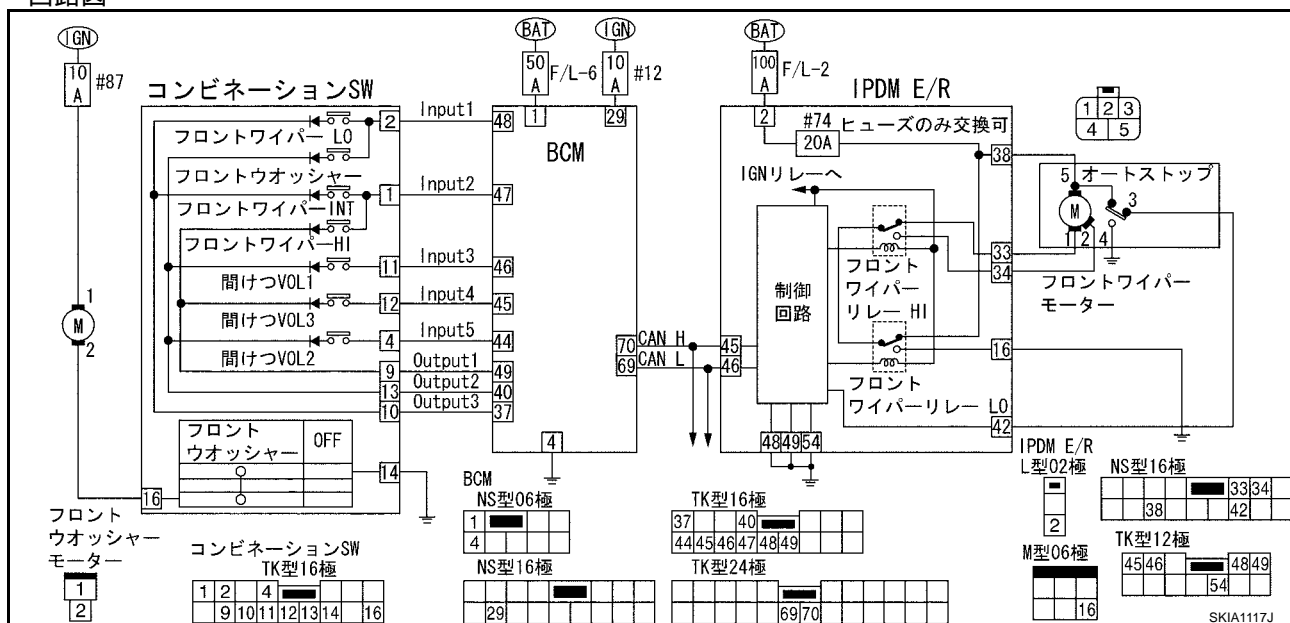 回路図
IGN
10 A
#87
コンビネーションSW
フロントワイパー LO
フロントウオッシャー
フロントワイパーINT
フロントワイパーHI
間けつVOL1
間けつVOL3
間けつVOL2
2 Input1 48
1 Input2 47
11 Input3 46
12 Input4 45
4 Input5 44
9 Output1 49
13 Output2 40
10 Output3 37
フロント
ウオッシャー
OFF
14
16
1
M
2
フロント
ウオッシャー
モーター
1
2
BAT
50 A
F/L-6
IGN
10 A
#12
1
29
BCM
70 CAN H 45
69 CAN L 46
4
BAT
100 A
F/L-2
IPDM E/R
2
#74 ヒューズのみ交換可
20A
IGNリレーへ
制御
回路
フロント
ワイパー
リレー HI
フロント
ワイパーリレー LO
38
33
34
16
42
48 49 54
1 2 3
4 5
5 オートストップ
M
3
1 2 4
フロントワイパー
モーター
コンビネーションSW
TK型16極
1 2 4
9 10 11 12 13 14 16
BCM
NS型06極
1
4
NS型16極
29
TK型16極
37 40
44 45 46 47 48 49
TK型24極
69 70
IPDM E/R
L型02極
2
NS型16極
33 34
38 42
M型06極
16
TK型12極
45 46 48 49
54
SKIA1117J